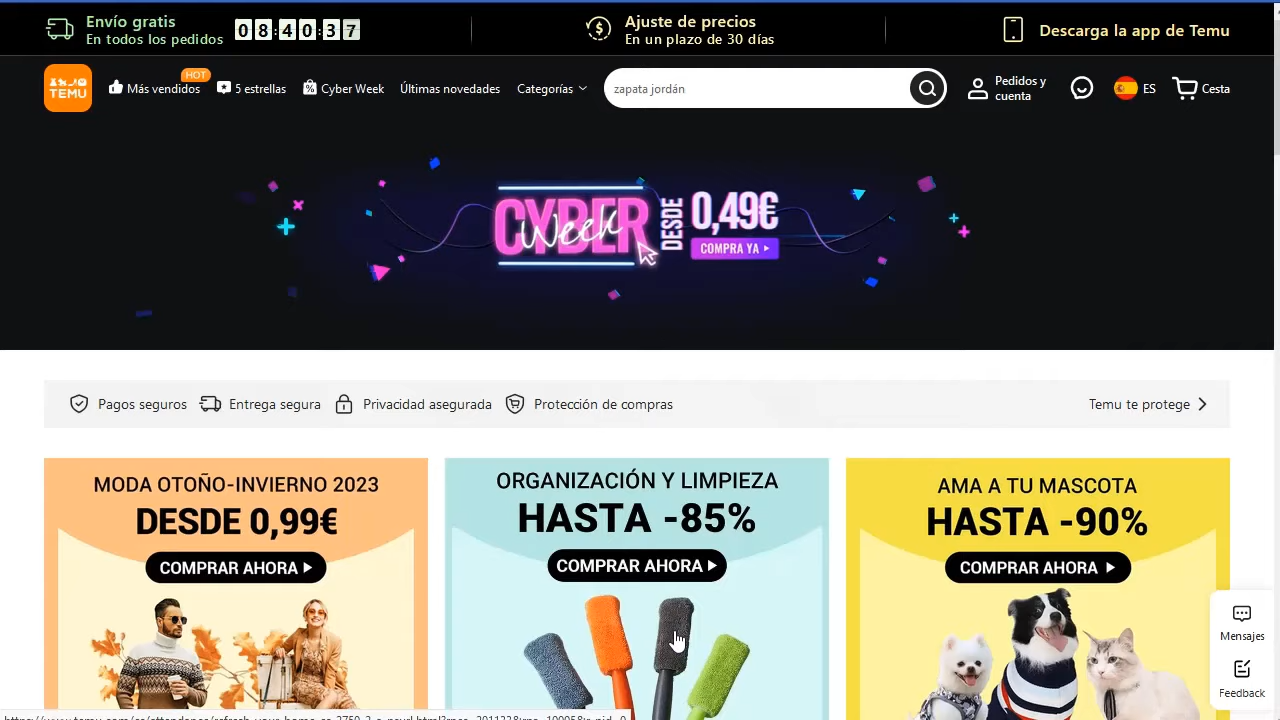 Envío gratis
En todos los pedidos
08:40:37
Ajuste de precios
En un plazo de 30 días
Descarga la app de Temu
TEMU
Más vendidos
HOT
5 estrellas
Cyber Week
Últimas novedades
Categorías
zapata jordán
Pedidos y
cuenta
ES
Cesta
CYBER
Week
DESDE
0,49€
COMPRA YA
Pagos seguros
Entrega segura
Privacidad asegurada
Protección de compras
Temu te protege
MODA OTOÑO-INVIERNO 2023
DESDE 0,99€
COMPRAR AHORA
ORGANIZACIÓN Y LIMPIEZA
HASTA -85%
COMPRAR AHORA
AMA A TU MASCOTA
HASTA -90%
COMPRAR AHORA
Mensajes
Feedback